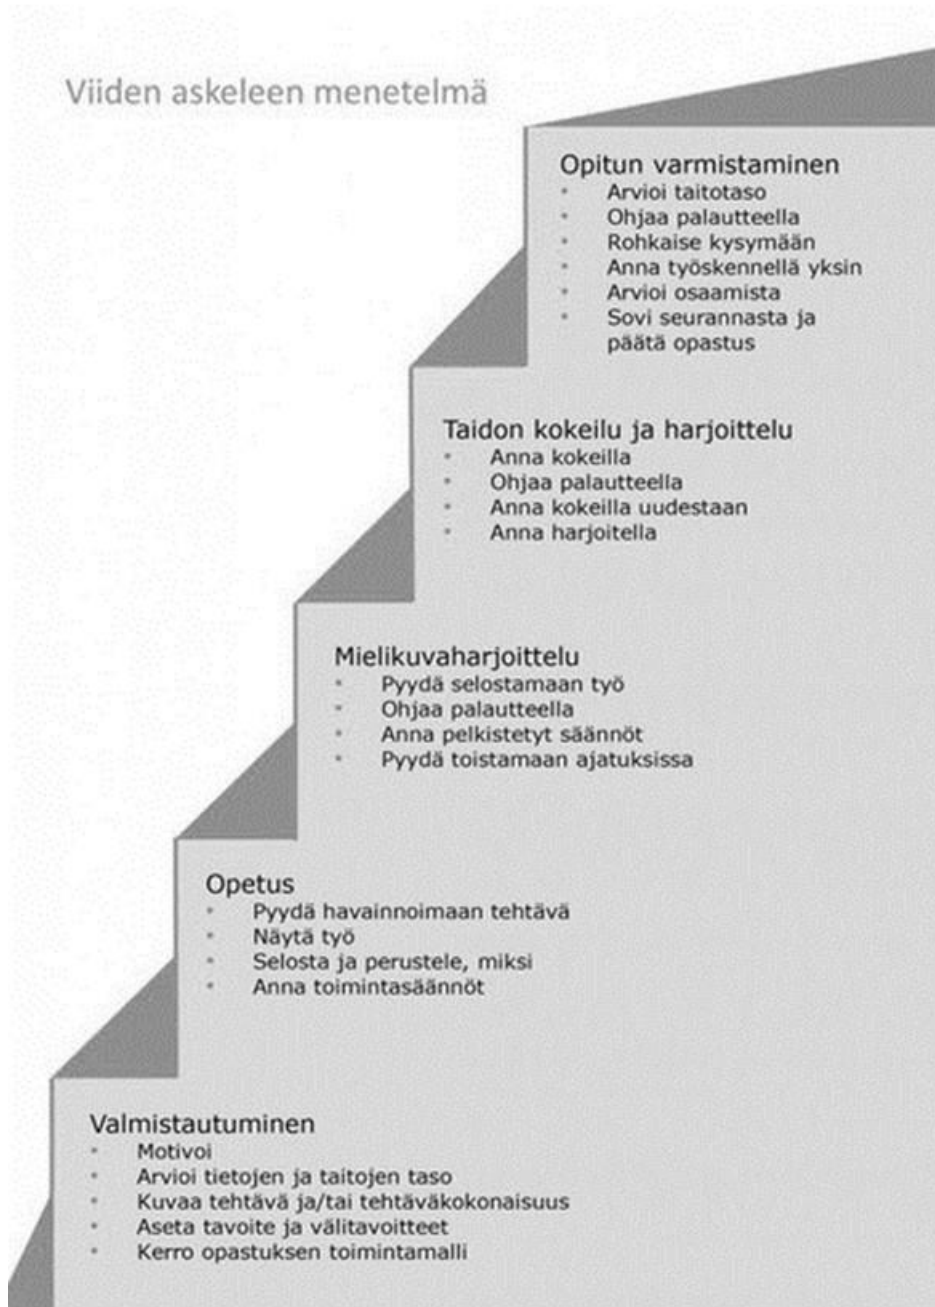 Viiden askeleen menetelmä
Opitun varmistaminen
• Arvioi taitotaso
• Ohjaa palautteella
• Rohkaise kysymään
• Anna työskennellä yksin
• Arvioi osaamista
• Sovi seurannasta ja
päätä opastus
Taidon kokeilu ja harjoittelu
• Anna kokeilla
• Ohjaa palautteella
• Anna kokeilla uudestaan
• Anna harjoitella
Mielikuvaharjoittelu
• Pyydä selostamaan työ
• Ohjaa palautteella
• Anna pelkistetyt säännöt
• Pyydä toistamaan ajatuksissa
Opetus
• Pyydä havainnoimaan tehtävä
• Näytä työ
• Selosta ja perustele, miksi
• Anna toimintasäännöt
Valmistautuminen
• Motivoi
• Arvioi tietojen ja taitojen taso
• Kuvaa tehtävä ja/tai tehtäväkokonaisuus
• Aseta tavoite ja välitavoitteet
• Kerro opastuksen toimintamalli